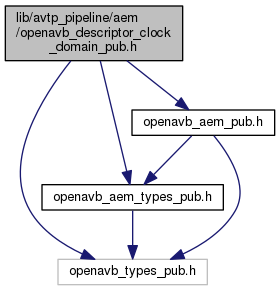 lib/avtp_pipeline/aem
/openavb_descriptor_clock
_domain_pub.h
openavb_aem_pub.h
openavb_aem_types_pub.h
openavb_types_pub.h